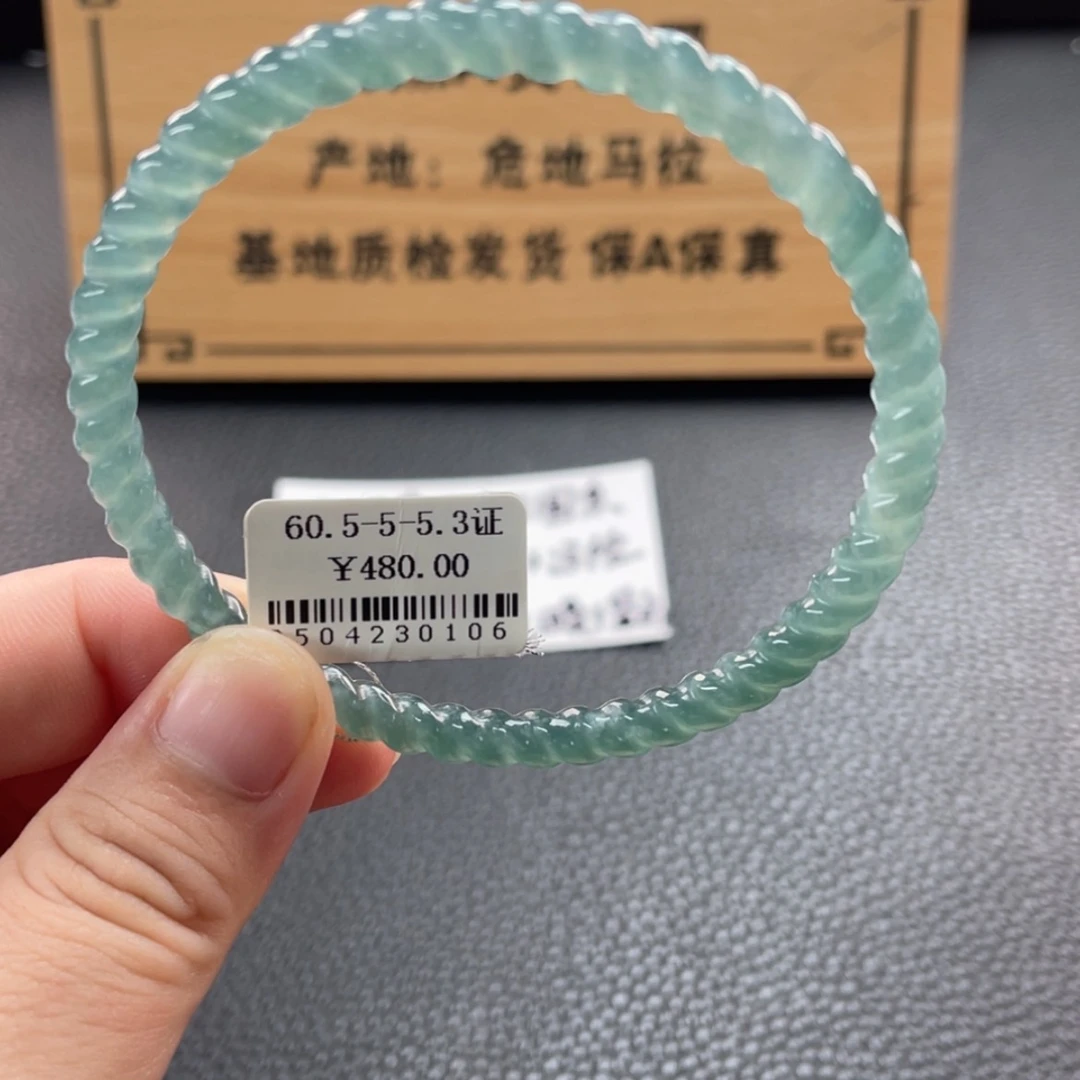 产地：危地马拉
基地质检发货 保A保真
60.5-5-5.3证
￥480.00
504230106